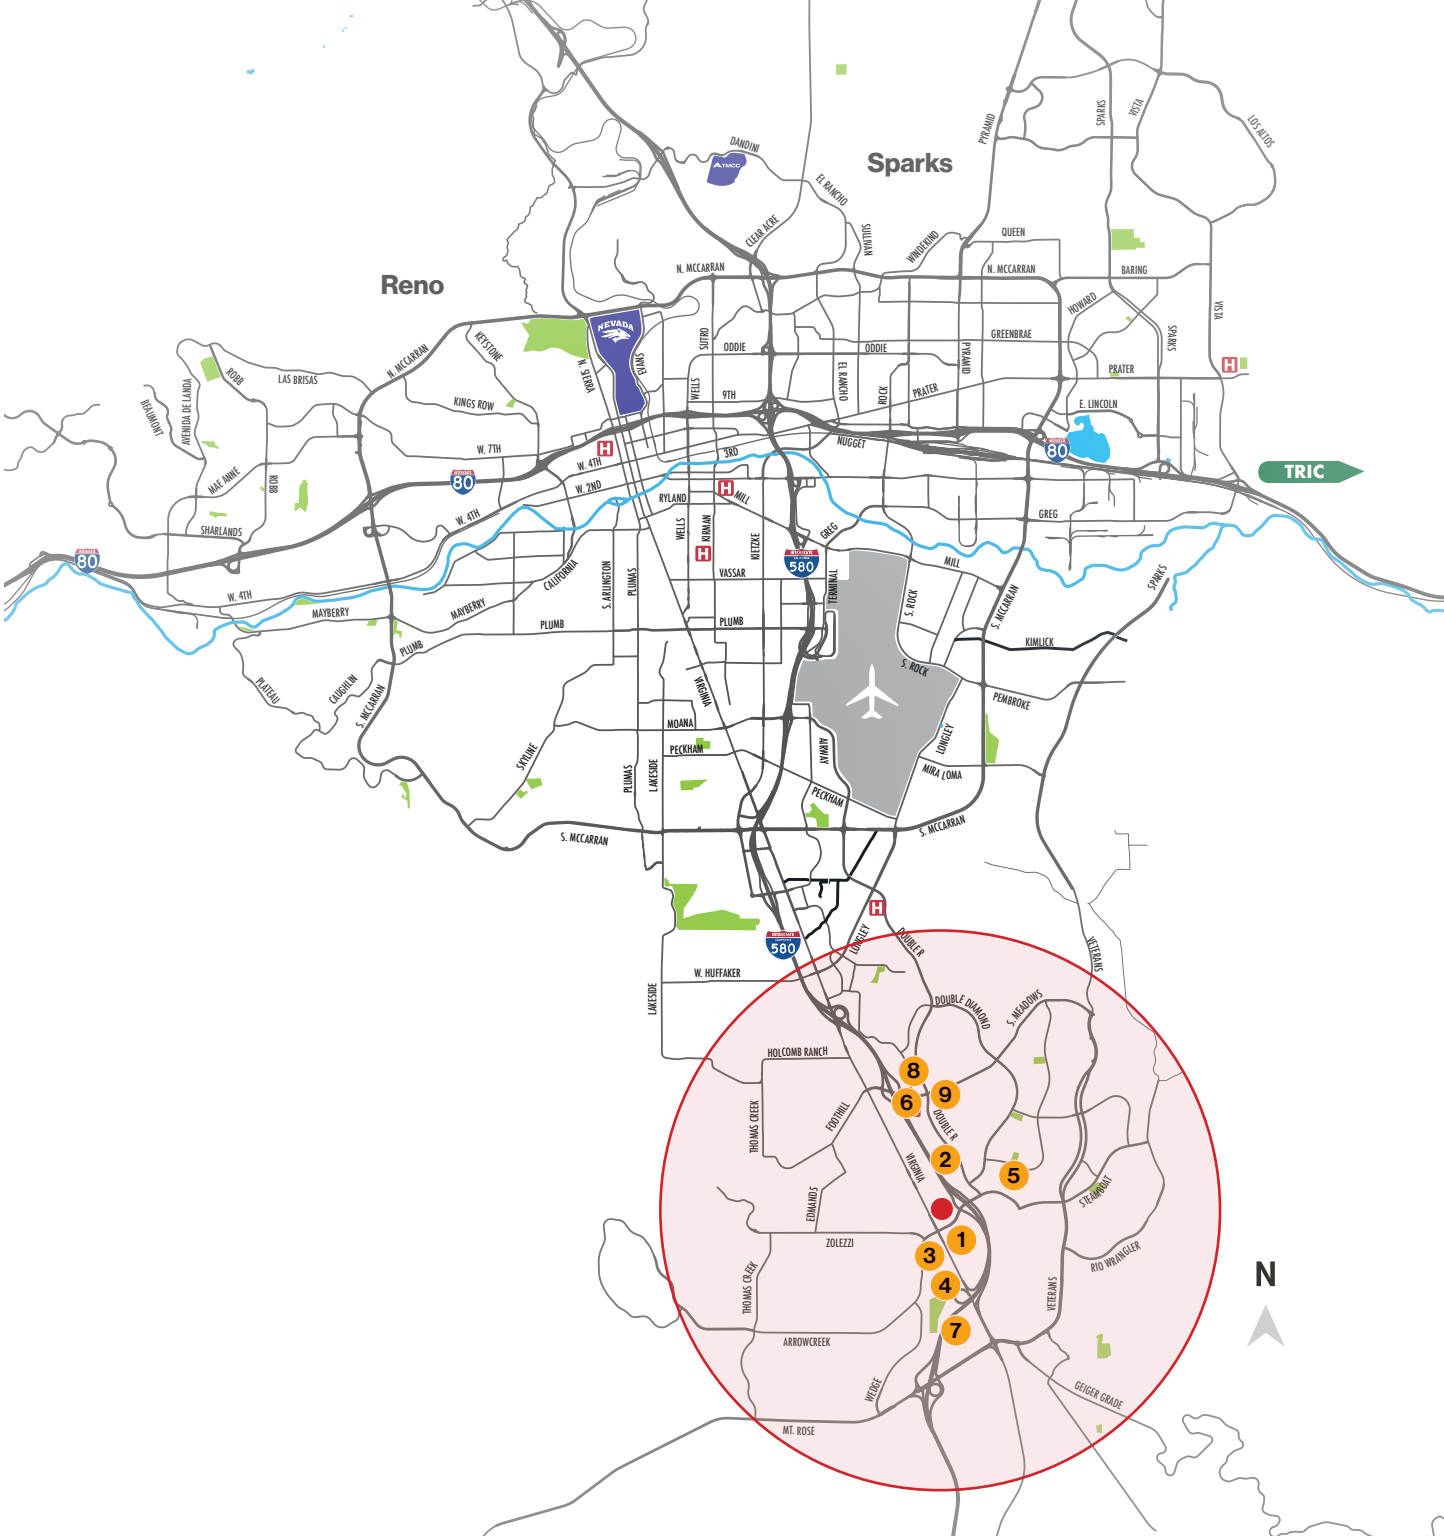 DANDINI
ATMCC
Sparks
PYRAMID
SPARKS
VISTA
LOS ALTOS
EL RANCHO
CLEAR ACRE
SULLIVAN
WINDEKIND
QUEEN
N. MCCARRAN
N. MCCARRAN
BARING
Reno
HOWARD
VISTA
NEVADA
N. MCCARRAN
KEYSTONE
SUTRO
ODDIE
ODDIE
GREENBRAE
SPARKS
PYRAMID
EVANS
N. SIERRA
ROBB
LAS BRISAS
AVENIDA DE LANDA
BEAUMONT
KINGS ROW
WELLS
9TH
EL RANCHO
ROCK
PRATER
PRATER
H
E. LINCOLN
W. 7TH
H
3RD
NUGGET
INTERSTATE
80
W. 4TH
MAE ANNE
ROBB
INTERSTATE
80
W. 2ND
H
MILL
RYLAND
TRIC
W. 4TH
SHARLANDS
WELLS
KIRMAN
KIETZKE
GREG
GREG
INTERSTATE
80
H
INTERSTATE
580
MILL
VASSAR
TERMINAL
CALIFORNIA
S. ARLINGTON
PLUMAS
S. ROCK
S. MCCARRAN
SPARKS
W. 4TH
MAYBERRY
MAYBERRY
PLUMB
PLUMB
PLUMB
KIMLICK
S. ROCK
PLATEAU
CAUGHLIN
S. MCCARRAN
VIRGINIA
PEMBROKE
MOANA
PECKHAM
AIRWAY
LONGLEY
SKYLINE
PLUMAS
LAKESIDE
MIRA LOMA
PECKHAM
S. MCCARRAN
S. MCCARRAN
H
INTERSTATE
580
LONGLEY
DOUBLE R
VETERANS
W. HUFFAKER
LAKESIDE
DOUBLE DIAMOND
S. MEADOWS
HOLCOMB RANCH
8
9
6
THOMAS CREEK
FOOTHILL
DOUBLE R
2
VIRGINIA
5
STEAMBOAT
EDMANDS
1
ZOLEZZI
3
RIO WRANGLER
4
THOMAS CREEK
VETERANS
N
7
ARROWCREEK
WEDGE
GEIGER GRADE
MT. ROSE